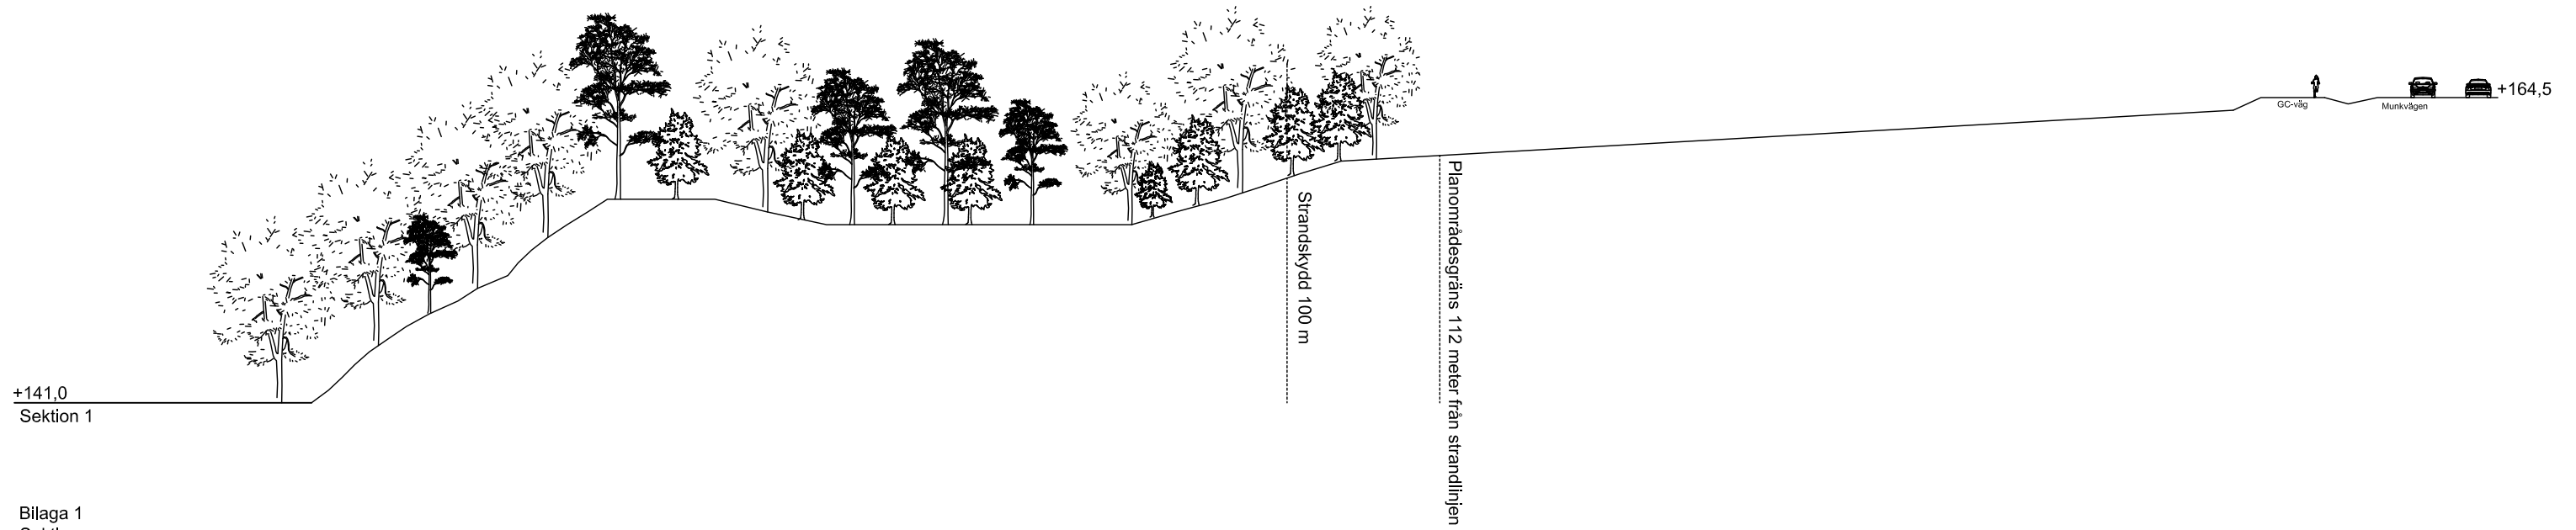 +164,5
GC-väg
Munkvägen
Strandskydd 100 m
Planområdesgräns 112 meter från strandlinjen
+141,0
Sektion 1
Bilaga 1